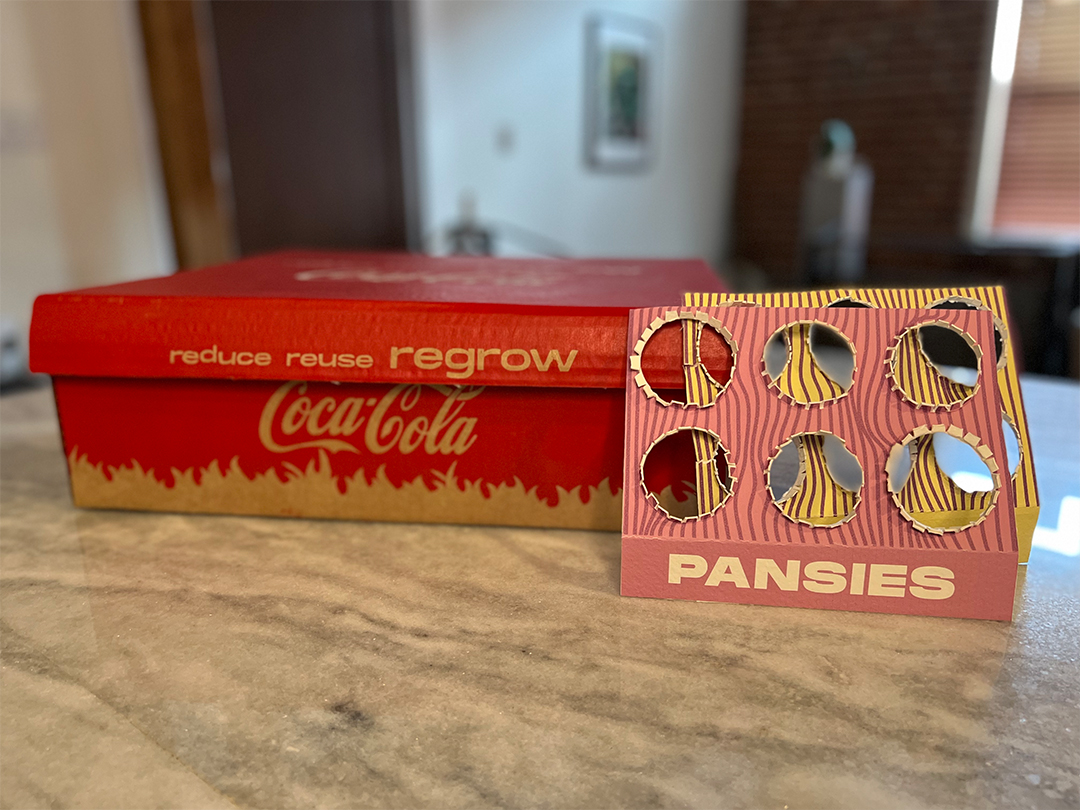 reduce reuse regrow
Coca-Cola
PANSIES